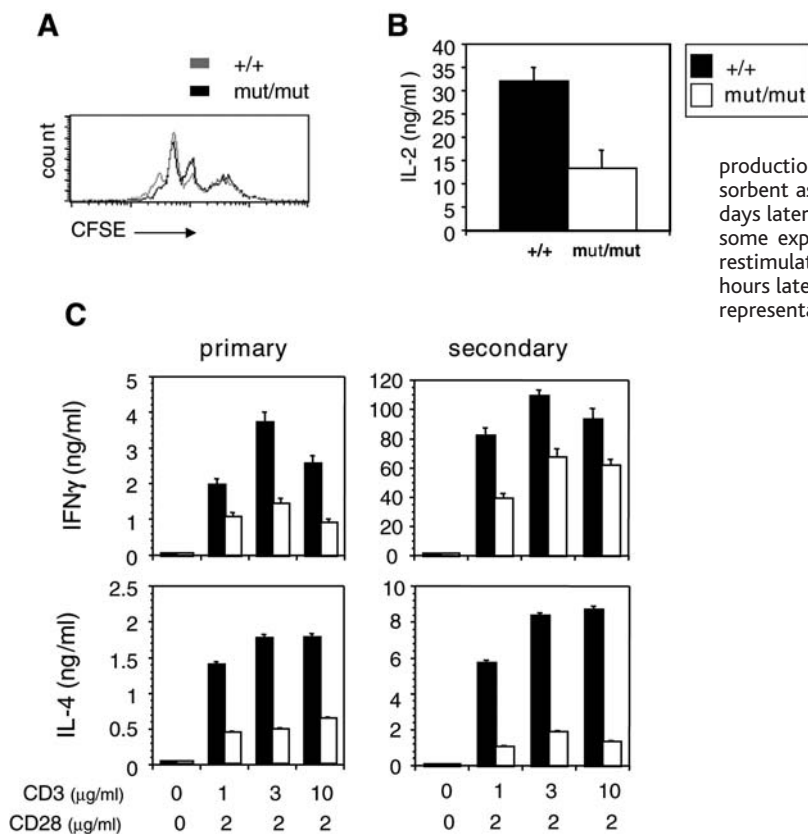 A
+/+
mut/mut
count
CFSE
B
IL-2 (ng/ml)
40
35
30
25
20
15
10
35
0
+/+ mut/mut
+/+
mut/mut
production
sorbent as
days later
some exp
restimulat
hours late
representa
C
primary secondary
IFNγ (ng/ml)
5
4
3
2
1
0
120
100
80
60
40
20
0
IL-4 (ng/ml)
2.5
2
1.5
1
0.5
0
10
8
6
4
2
0
CD3 (µg/ml) 0 1 3 10 0 1 3 10
CD28 (µg/ml) 0 2 2 2 0 2 2 2